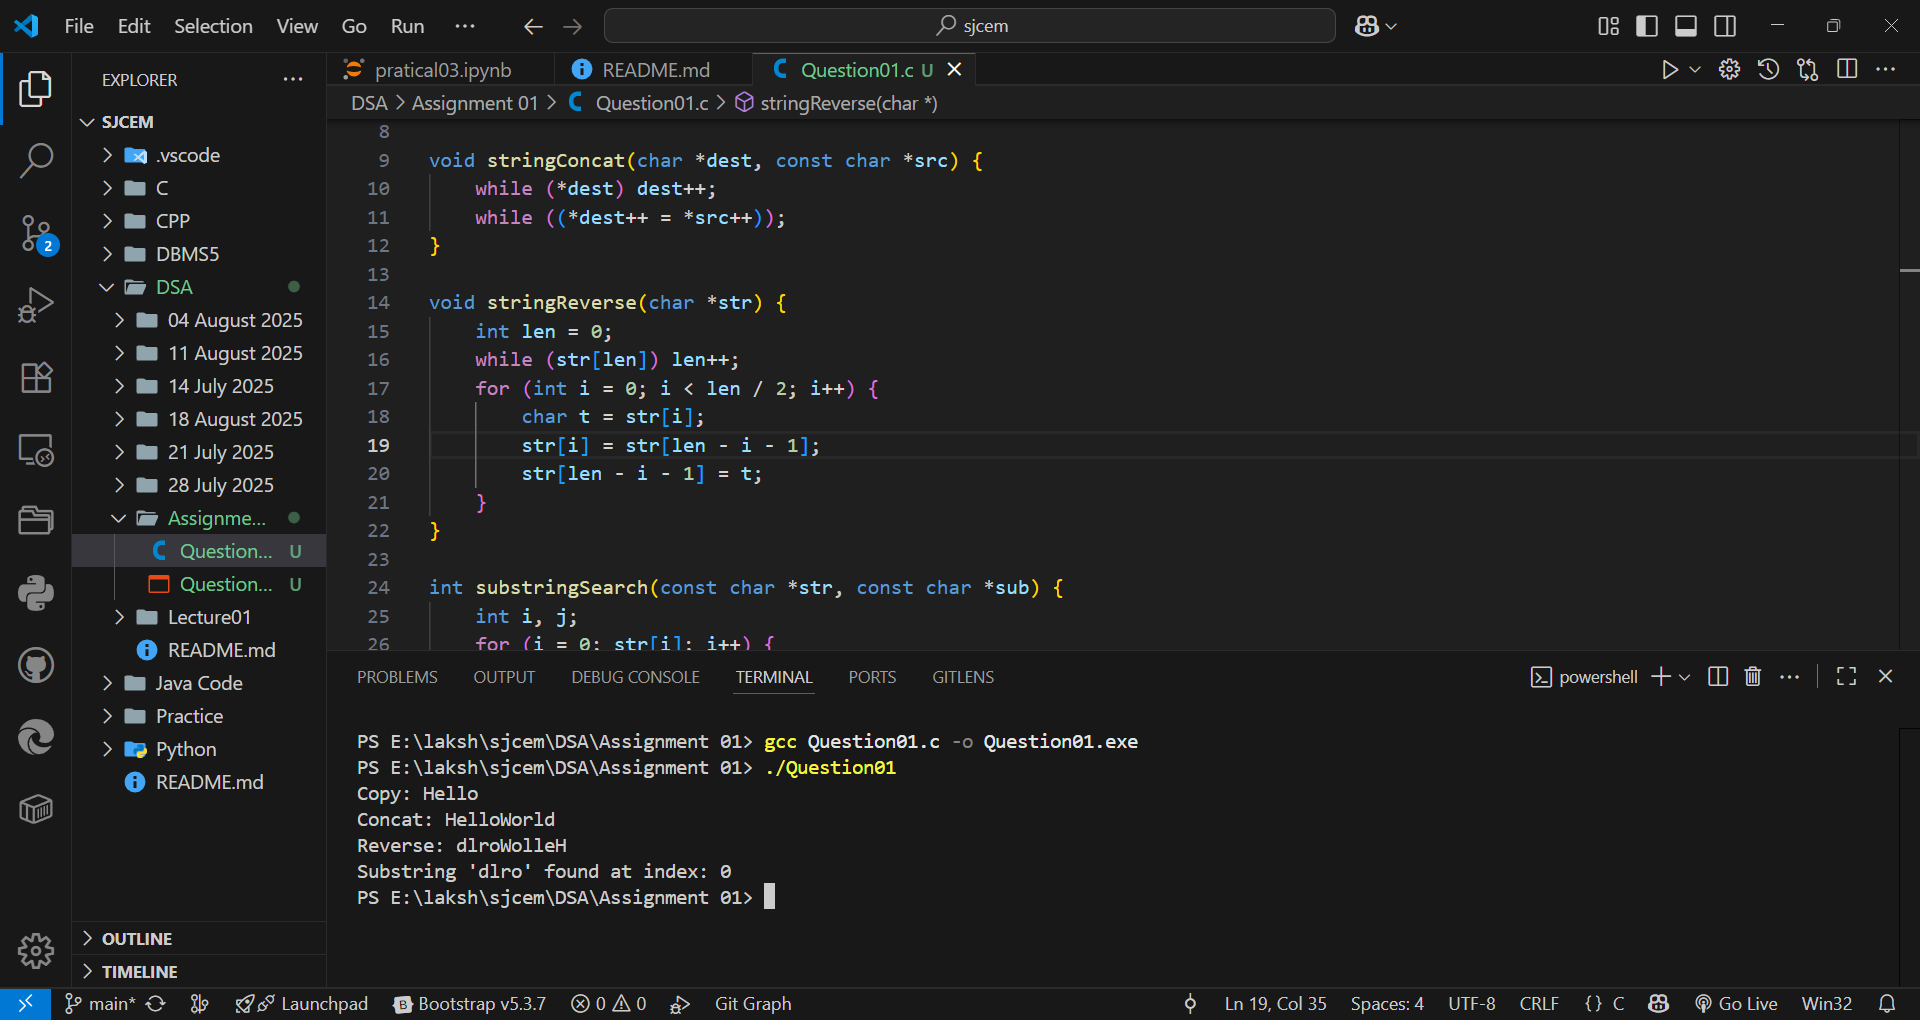 File Edit Selection View Go Run ··· sjcem
EXPLORER ···
SJCEM
.vscode
C
CPP
DBMS5
DSA
04 August 2025
11 August 2025
14 July 2025
18 August 2025
21 July 2025
28 July 2025
Assignme...
Question... U
Question... U
Lecture01
README.md
Java Code
Practice
Python
README.md
OUTLINE
TIMELINE
2
pratical03.ipynb README.md Question01.c U
DSA > Assignment 01 > Question01.c > stringReverse(char *)
8
9 void stringConcat(char *dest, const char *src) {
10 while (*dest) dest++;
11 while ((*dest++ = *src++));
12 }
13
14 void stringReverse(char *str) {
15 int len = 0;
16 while (str[len]) len++;
17 for (int i = 0; i < len / 2; i++) {
18 char t = str[i];
19 str[i] = str[len - i - 1];
20 str[len - i - 1] = t;
21 }
22 }
23
24 int substringSearch(const char *str, const char *sub) {
25 int i, j;
26 for (i = 0; str[i]; i++) {
PROBLEMS OUTPUT DEBUG CONSOLE TERMINAL PORTS GITLENS powershell
PS E:\laksh\sjcem\DSA\Assignment 01> gcc Question01.c -o Question01.exe
PS E:\laksh\sjcem\DSA\Assignment 01> ./Question01
Copy: Hello
Concat: HelloWorld
Reverse: dlroWolleH
Substring 'dlro' found at index: 0
PS E:\laksh\sjcem\DSA\Assignment 01>
main* Launchpad B Bootstrap v5.3.7 0 0 Git Graph Ln 19, Col 35 Spaces: 4 UTF-8 CRLF {} C Go Live Win32